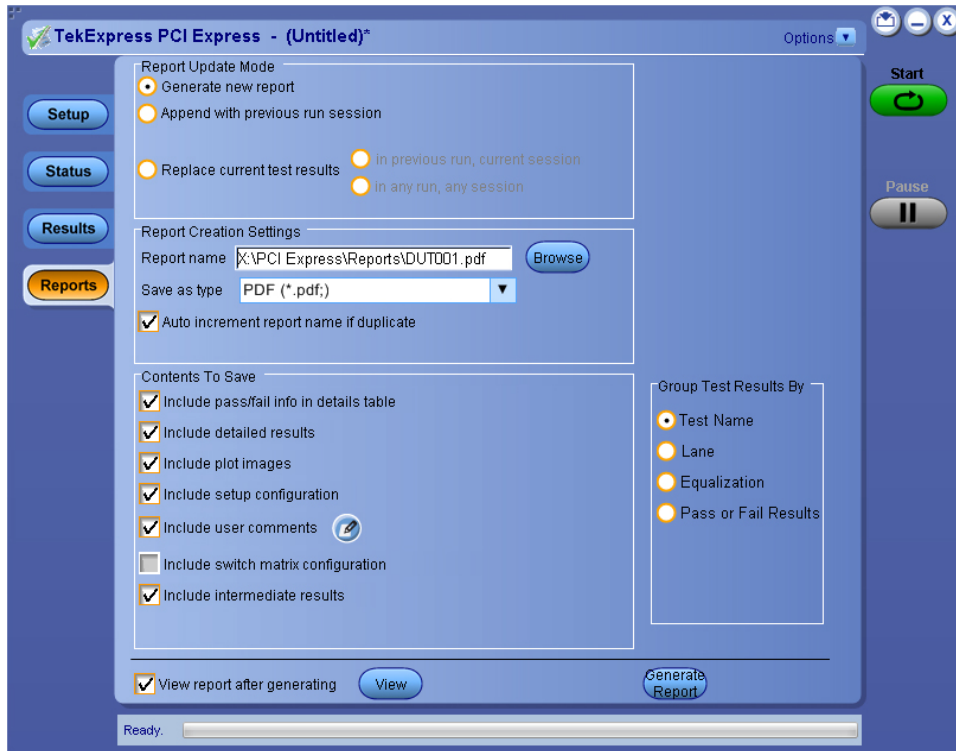 TekExpress PCI Express - (Untitled)*
Options
X
Start
Pause
Setup
Status
Results
Reports
Report Update Mode
Generate new report
Append with previous run session
Replace current test results
in previous run, current session
in any run, any session
Report Creation Settings
Report name X:\PCI Express\Reports\DUT001.pdf Browse
Save as type PDF (*.pdf;)
Auto increment report name if duplicate
Contents To Save
Include pass/fail info in details table
Include detailed results
Include plot images
Include setup configuration
Include user comments
Include switch matrix configuration
Include intermediate results
Group Test Results By
Test Name
Lane
Equalization
Pass or Fail Results
View report after generating View
Generate
Report
Ready.